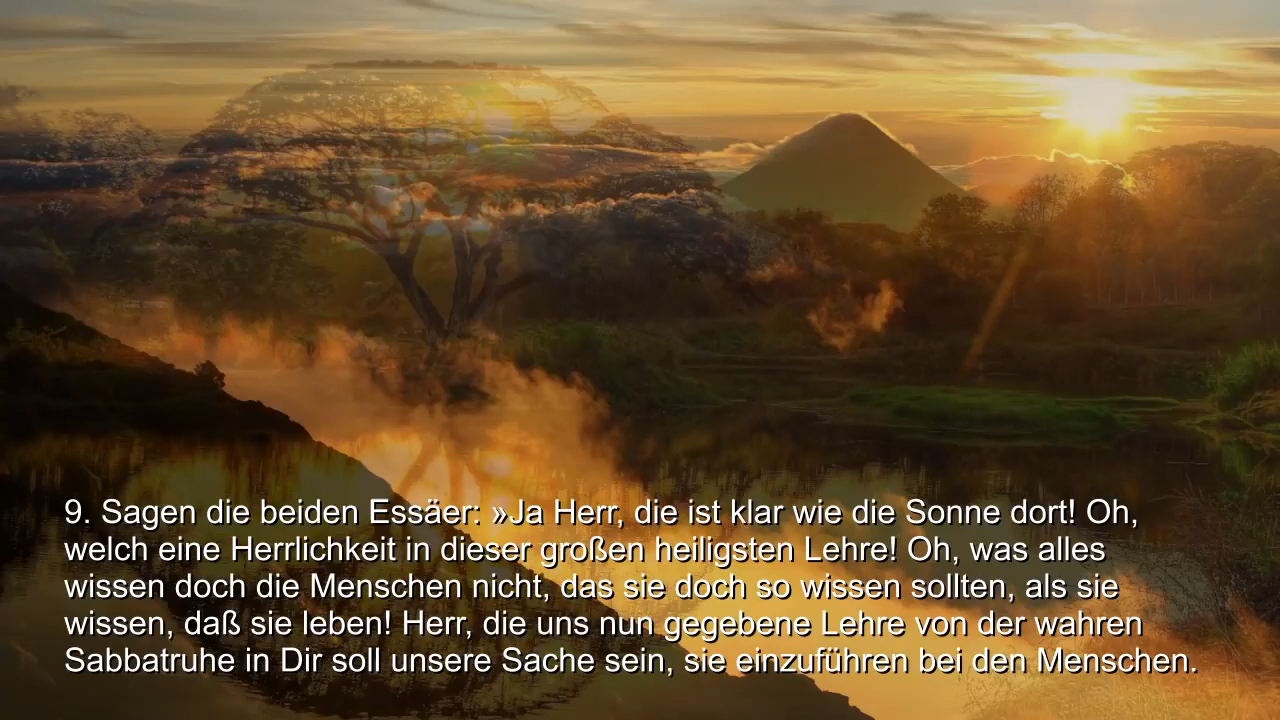 9. Sagen die beiden Essäer: »Ja Herr, die ist klar wie die Sonne dort! Oh,
welch eine Herrlichkeit in dieser großen heiligsten Lehre! Oh, was alles
wissen doch die Menschen nicht, das sie doch so wissen sollten, als sie
wissen, daß sie leben! Herr, die uns nun gegebene Lehre von der wahren
Sabbatruhe in Dir soll unsere Sache sein, sie einzuführen bei den Menschen.